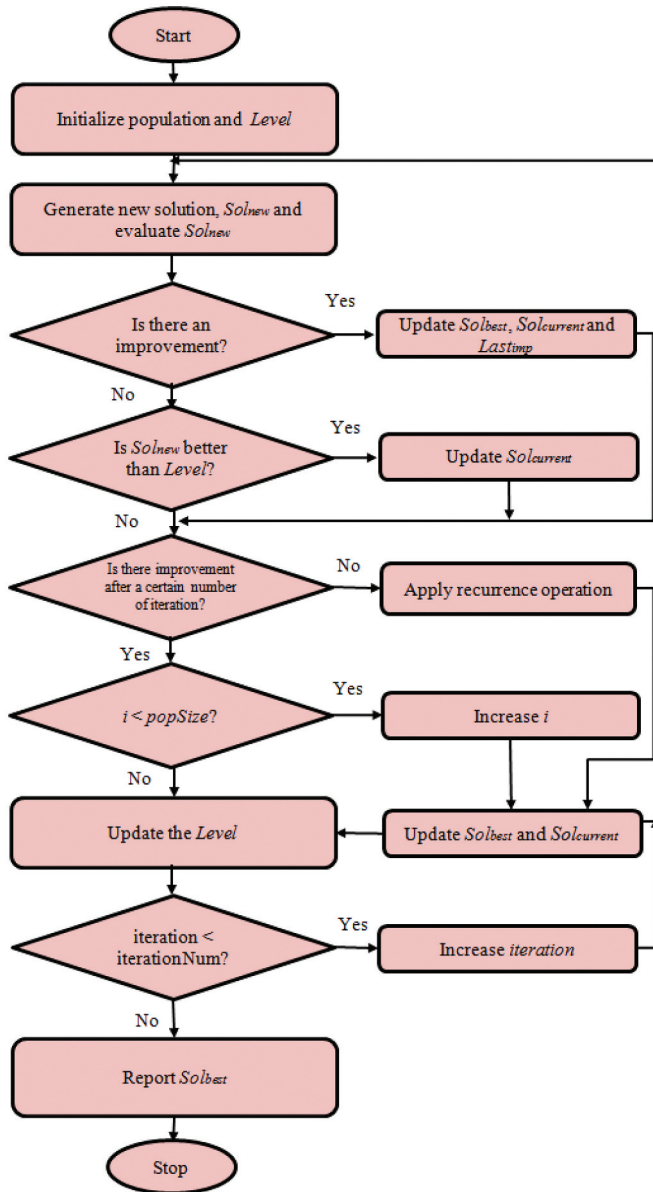 Start
Initialize population and Level
Generate new solution, Solnew and
evaluate Solnew
Is there an
improvement?
Yes
Update Solbest, Solcurrent and
Lastimp
No
Is Solnew better
than Level?
Yes
Update Solcurrent
No
Is there improvement
after a certain number
of iteration?
No
Apply recurrence operation
Yes
i < popSize?
Yes
Increase i
No
Update the Level
Update Solbest and Solcurrent
iteration <
iterationNum?
Yes
Increase iteration
No
Report Solbest
Stop